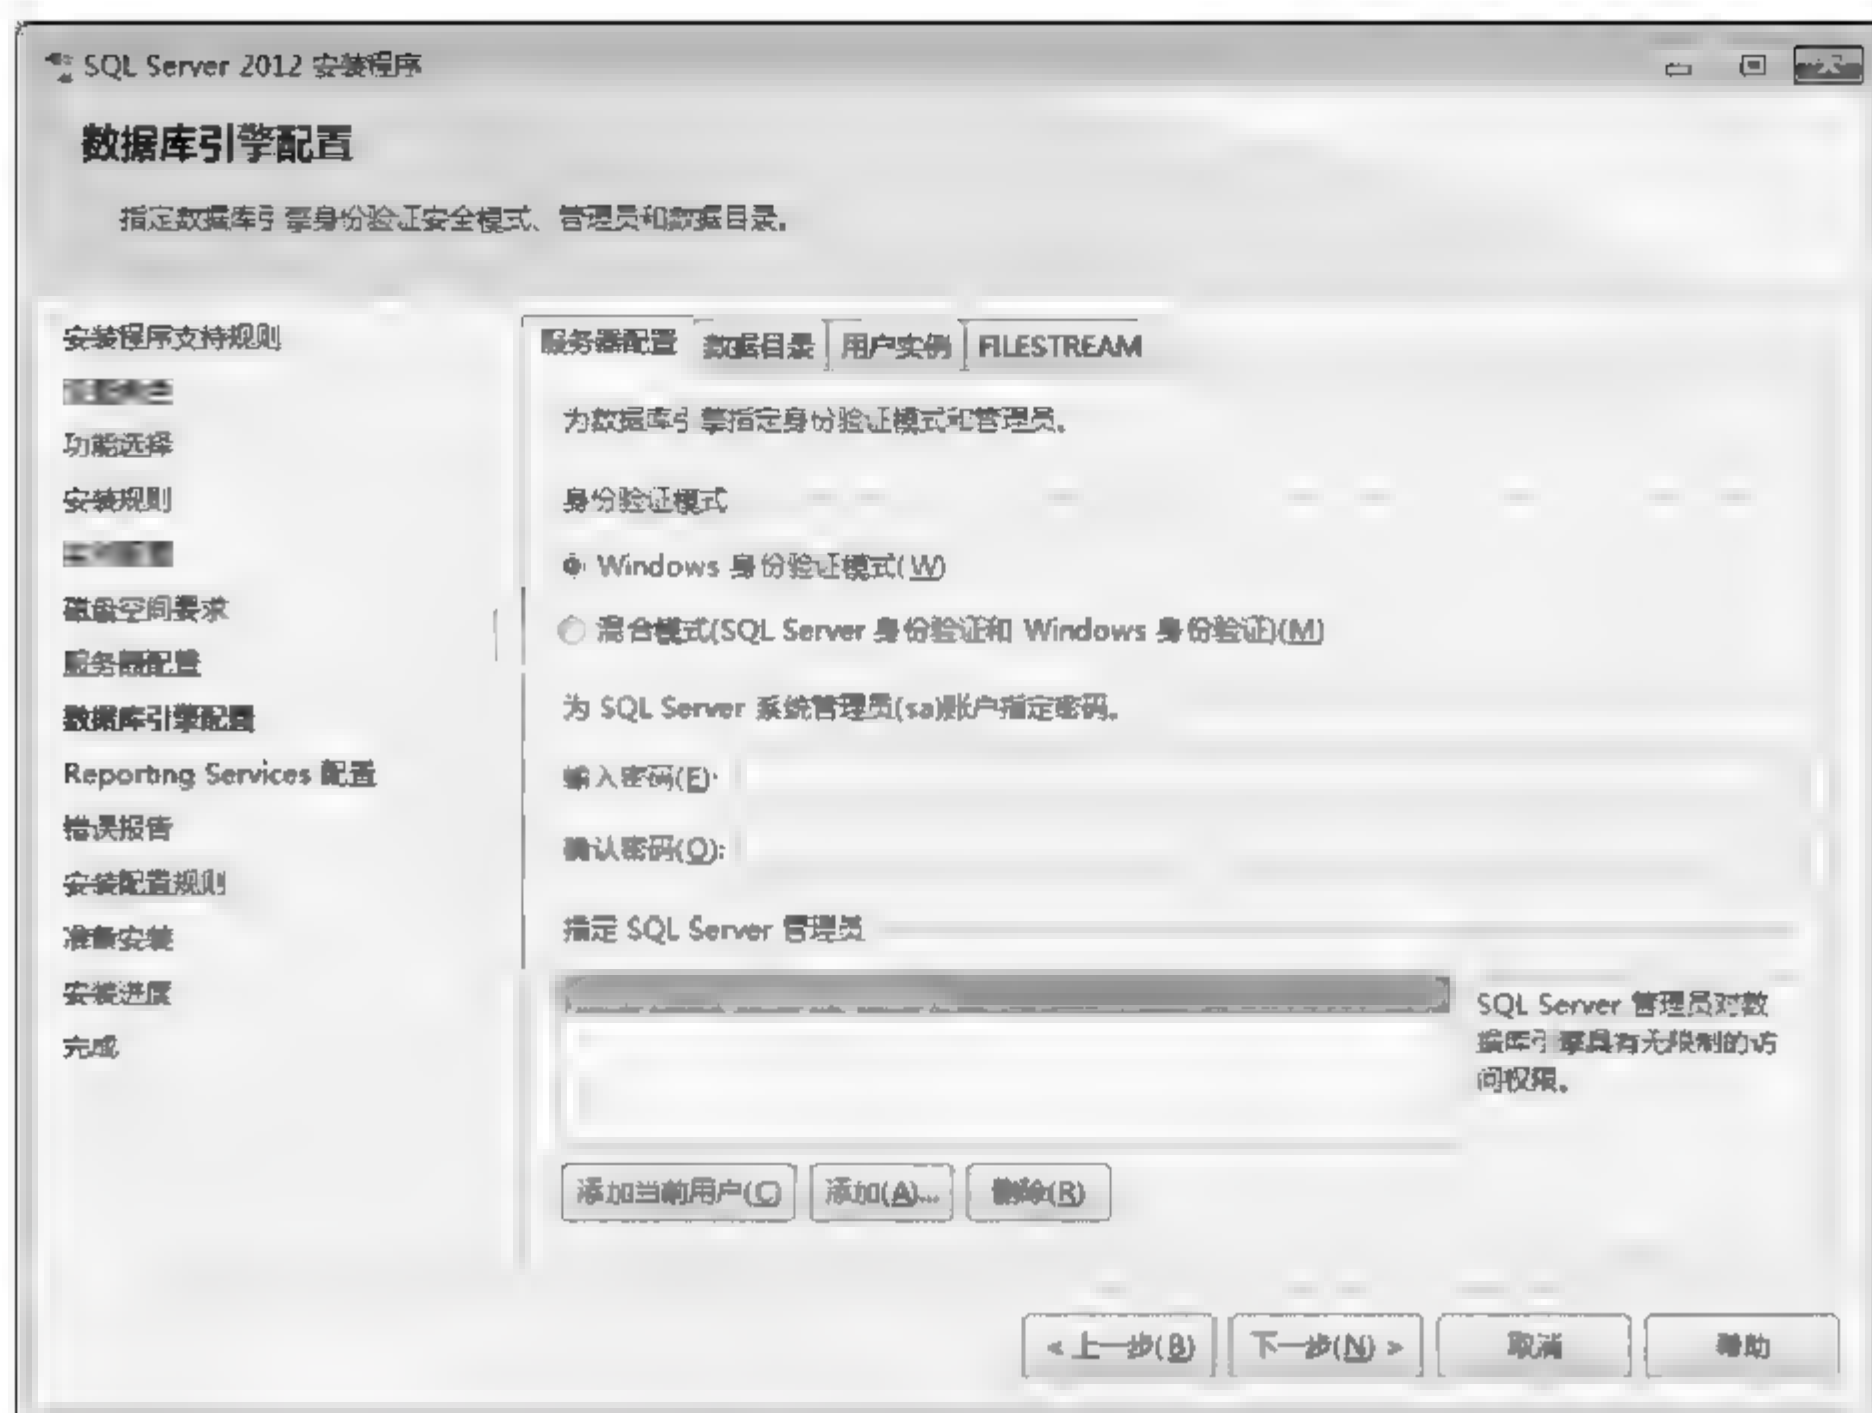 SQL Server 2012 安装程序
数据库引擎配置
指定数据库引擎身份验证安全模式、管理员和数据目录。
安装程序支持规则
功能选择
安装规则
磁盘空间要求
服务器配置
数据库引擎配置
Reporting Services 配置
错误报告
安装配置规则
准备安装
安装进度
完成
服务器配置 数据目录 用户实例 FILESTREAM
为数据库引擎指定身份验证模式和管理员。
身份验证模式
Windows 身份验证模式(W)
混合模式(SQL Server 身份验证和 Windows 身份验证)(M)
为 SQL Server 系统管理员(sa)账户指定密码。
输入密码(E):
确认密码(O):
指定 SQL Server 管理员
SQL Server 管理员对数
据库引擎具有无限制的访
问权限。
添加当前用户(C) 添加(A)... 删除(R)
< 上一步(B) 下一步(N) > 取消 帮助